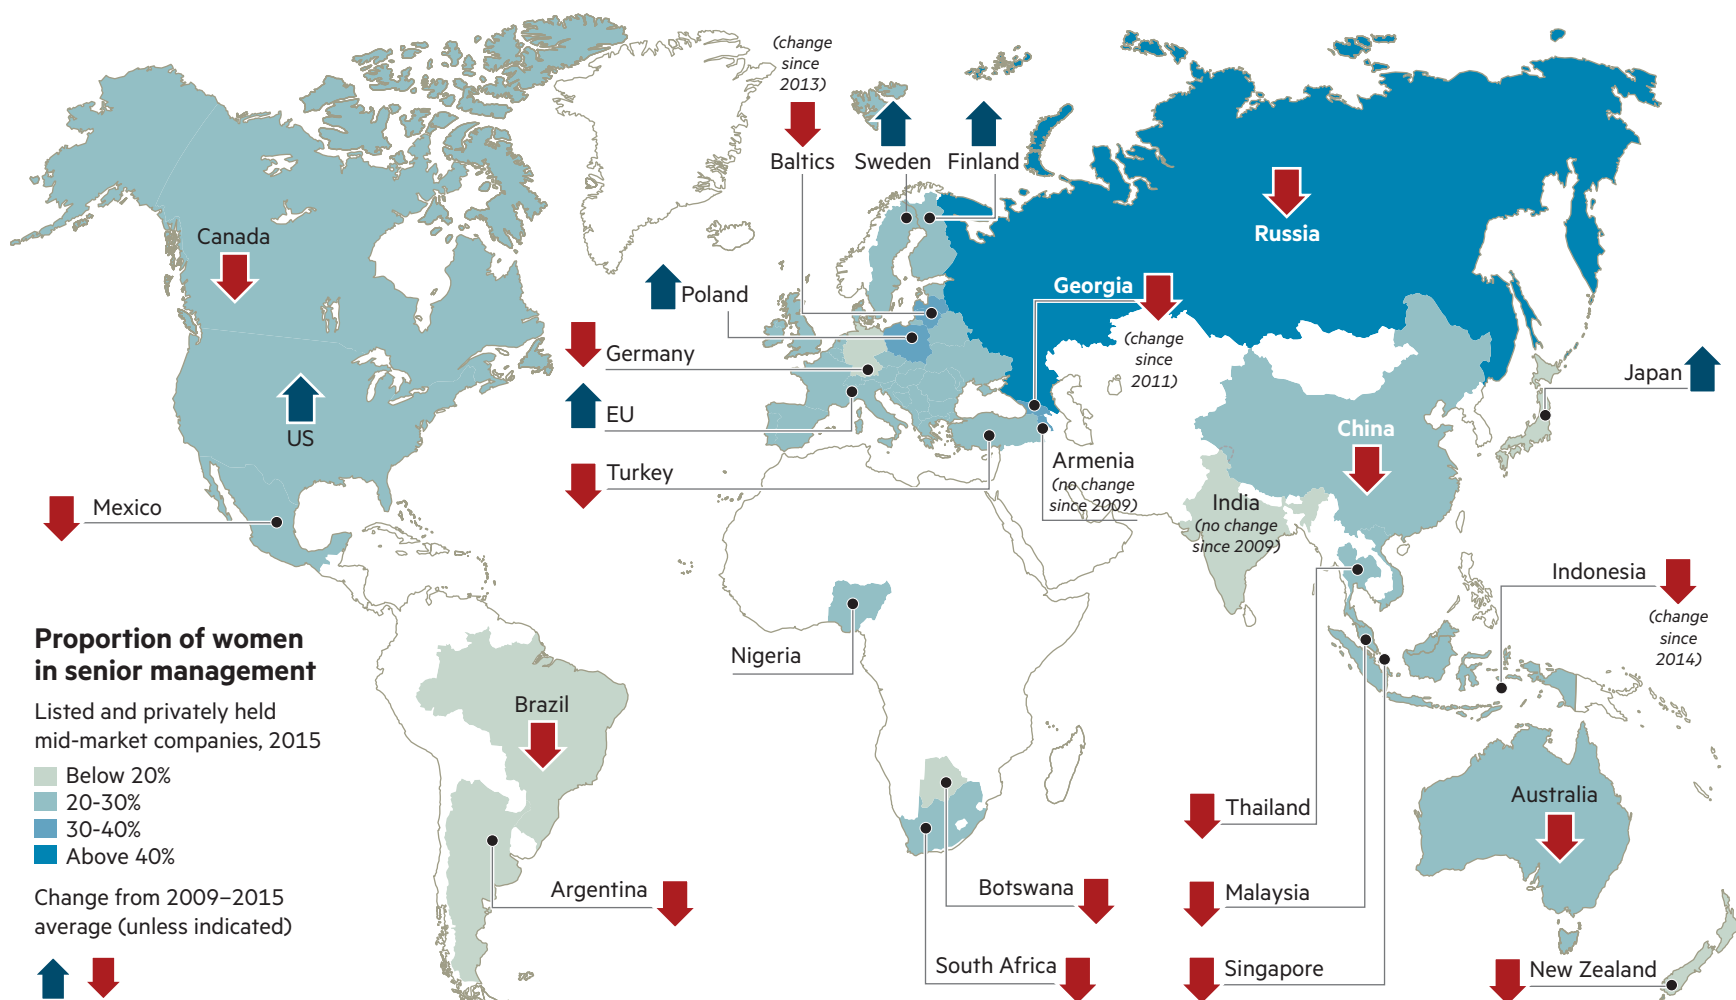 (change
since
2013)
Baltics
Sweden
Finland
Canada
Russia
Poland
Georgia
(change
since
2011)
Germany
EU
US
Turkey
Japan
China
Armenia
(no change
since 2009)
India
(no change
since 2009)
Mexico
Indonesia
(change
since
2014)
Nigeria
Proportion of women
in senior management
Listed and privately held
mid-market companies, 2015
Below 20%
20-30%
30-40%
Above 40%
Change from 2009–2015
average (unless indicated)
Brazil
Argentina
Thailand
Australia
Botswana
Malaysia
South Africa
Singapore
New Zealand